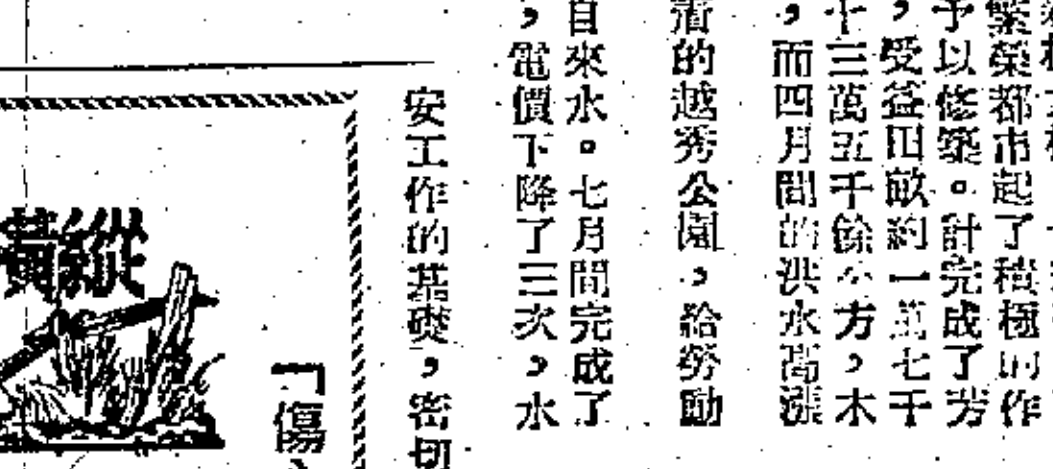 繁榮都市起了積極的作
予以修築。計完成了芳
，受益田畝約一萬七千
十三萬五千餘公方，木
，而四月間的洪水高漲
着的越秀公園，給勞動
自來水。七月間完成了
，電價下降了三次，水
安工作的基礎，密切
「傷
縱
黃